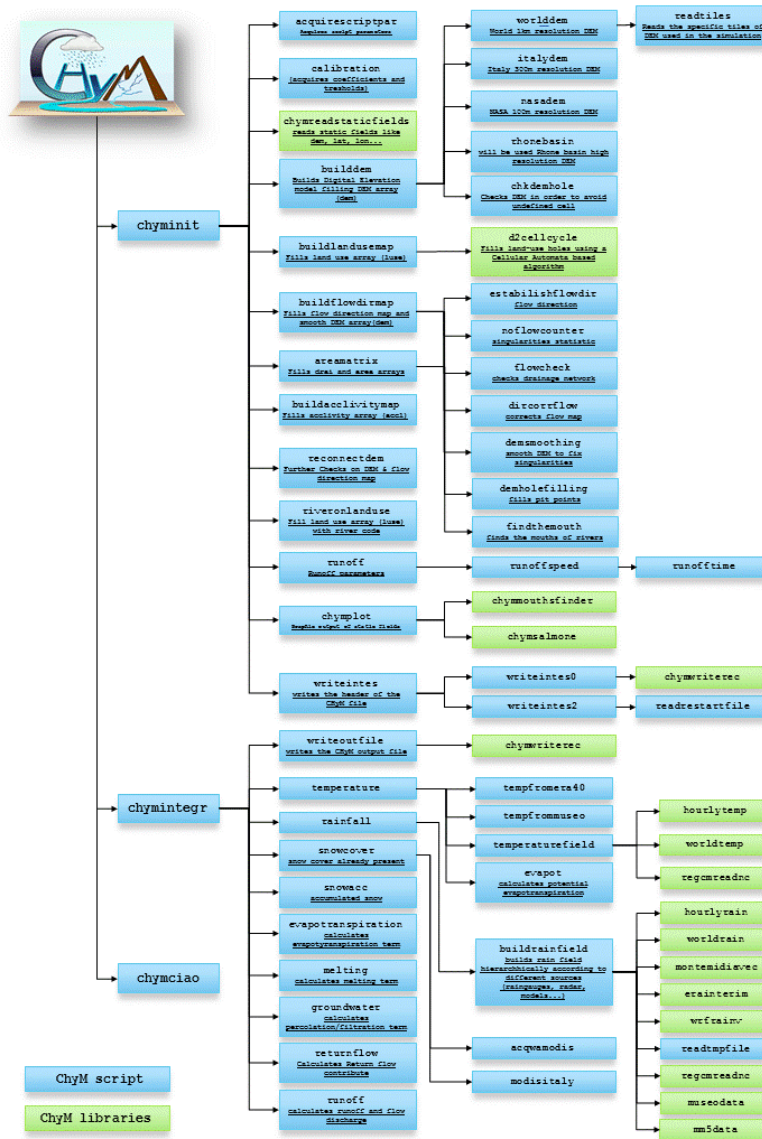 CHyM
acquirescriptpar
Acquires script parameters
worlddem
World 1km resolution DEM
readtiles
Reads the specific tiles of
DEM used in the simulation
calibration
(acquires coefficients and
tresholds)
italydem
Italy 300m resolution DEM
chymreadstaticfields
reads static fields like
dem, lat, lon...
nasadem
NASA 100m resolution DEM
builddem
Builds Digital Elevation
model filling DEM array
(dem)
rhonebasin
will be used Rhone basin high
resolution DEM
chkdemhole
Checks DEM in order to avoid
undefined cell
chyminit
buildlandusemap
Fills land use array (luse)
d2cellcycle
Fills land-use holes using a
Cellular Automata based
algorithm
buildflowdirmap
Fills flow direction map and
smooth DEM array(dem)
estabilishflowdir
flow direction
noflowcounter
singularities statistic
areamatrix
Fills drai and area arrays
flowcheck
checks drainage network
buildacclivitymap
Fills acclivity array (accl)
dircorrflow
corrects flow map
reconnectdem
Further Checks on DEM & flow
direction map
demsmoothing
smooth DEM to fix
singularities
demholefilling
fills pit points
riveronlanduse
Fill land use array (luse)
with river code
findthemouth
finds the mouths of rivers
runoff
Runoff parameters
runoffspeed
runofftime
chymplot
Graphic output of static fields
chymmouthsfinder
chymsalmone
writeintes
writes the header of the
CHyM file
writeintes0
chymwriterec
writeintes2
readrestartfile
writeoutfile
writes the CHyM output file
chymwriterec
chymintegr
temperature
tempfromera40
rainfall
tempfrommuseo
hourlytemp
snowcover
snow cover already present
temperaturefield
worldtemp
snowacc
accumulated snow
evapot
calculates potential
evapotranspiration
regcmreadnc
evapotranspiration
calculates
evapotyranspiration term
hourlyrain
buildrainfield
builds rain field
hierarchhically according to
different sources
(raingauges, radar,
models...)
worldrain
melting
calculates melting term
montemidiavec
chymciao
erainterim
groundwater
calculates
percolation/filtration term
wrfrainv
returnflow
Calculates Return flow
contribute
acqwamodis
readtmpfile
ChyM script
modisitaly
regcmreadnc
runoff
calculates runoff and flow
discharge
museodata
ChyM libraries
mm5data